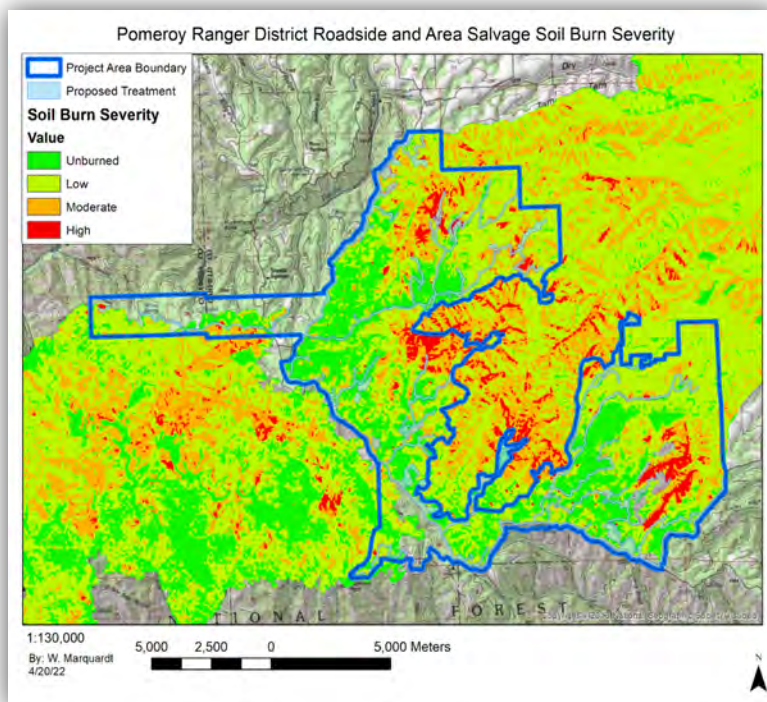 Pomeroy Ranger District Roadside and Area Salvage Soil Burn Severity
Project Area Boundary
Proposed Treatment
Soil Burn Severity
Value
Unburned
Low
Moderate
High
NATIONAL FOREST
1:130,000
5,000 2,500 0 5,000 Meters
By: W. Marquardt
4/20/22
N